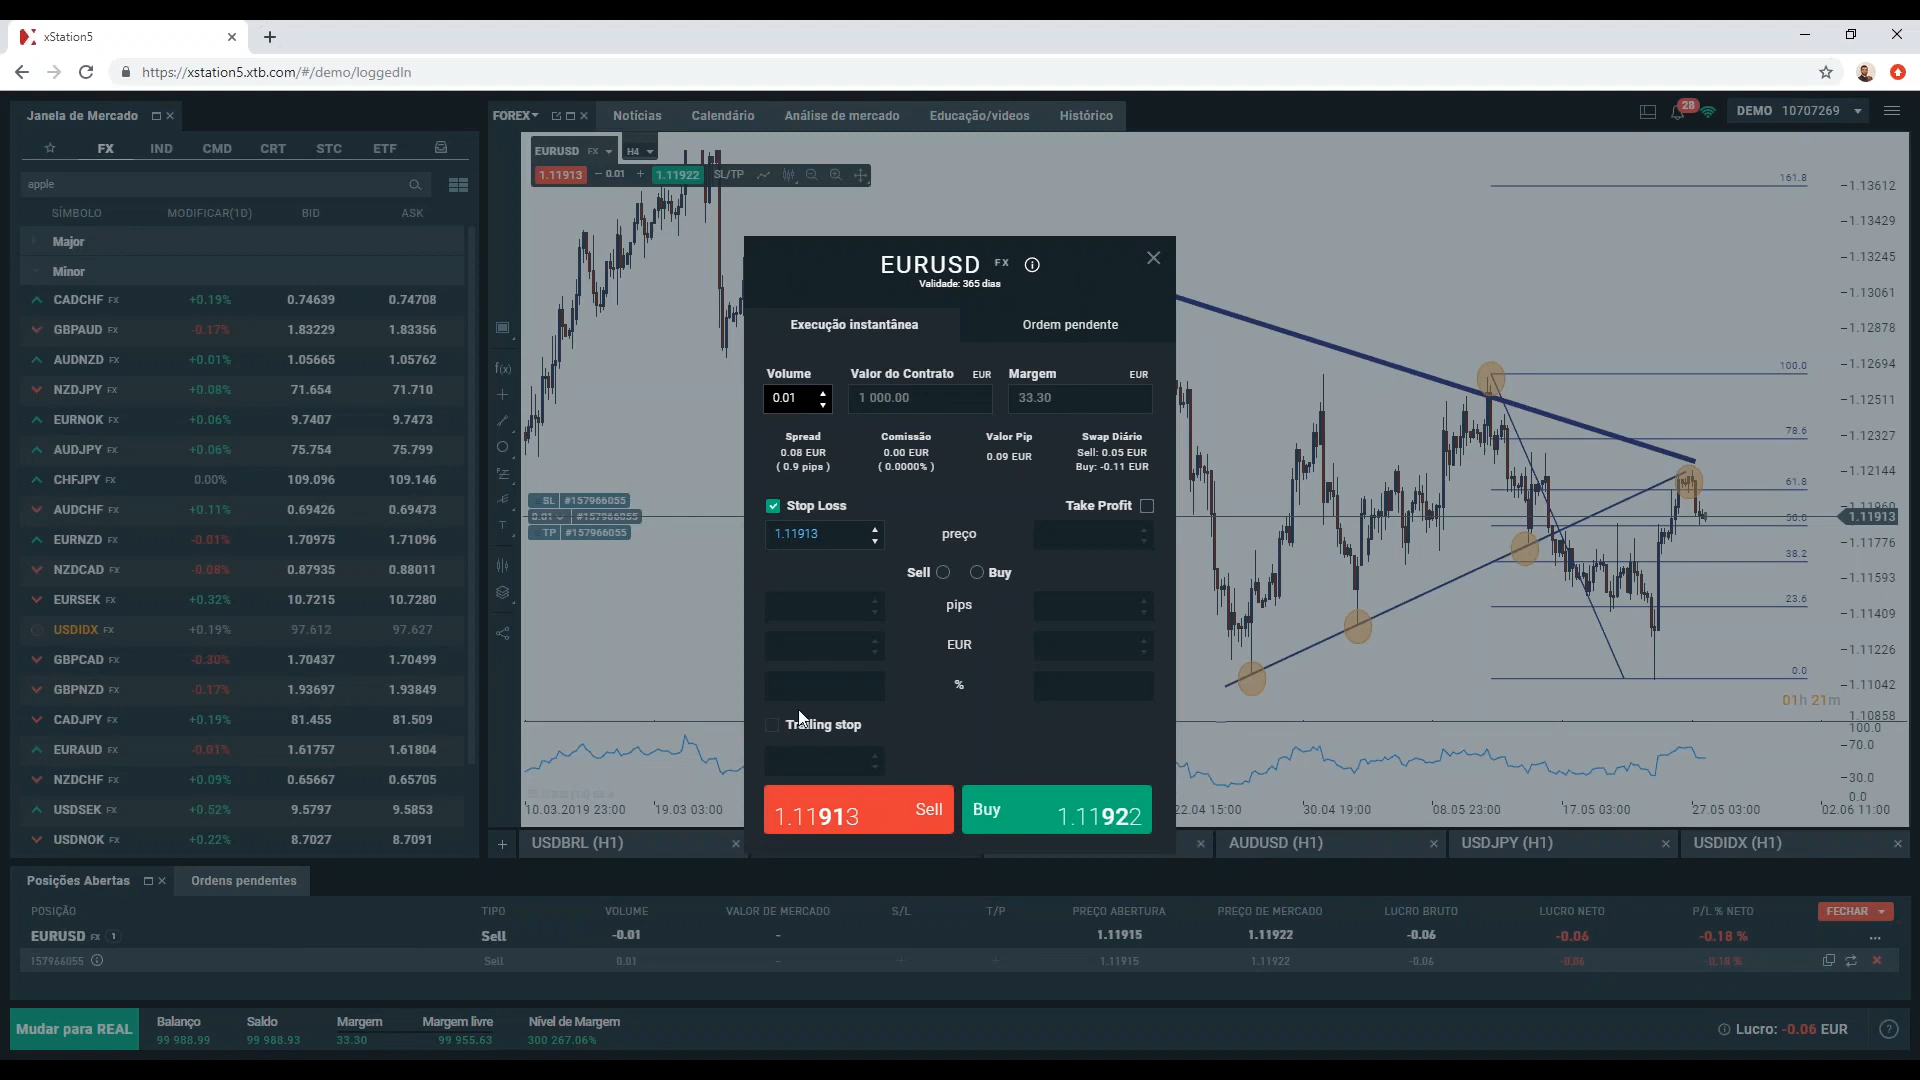 xStation5
https://xstation5.xtb.com/#/demo/loggedIn
Janela de Mercado
FOREX
Notícias
Calendário
Análise de mercado
Educação/videos
Histórico
28
DEMO 10707269
FX IND CMD CRT STC ETF
apple
SÍMBOLO MODIFICAR(1D) BID ASK
Major
Minor
CADCHF FX +0.19% 0.74639 0.74708
GBPAUD FX -0.17% 1.83229 1.83356
AUDNZD FX +0.01% 1.05665 1.05762
NZDJPY FX +0.08% 71.654 71.710
EURNOK FX +0.06% 9.7407 9.7473
AUDJPY FX +0.06% 75.754 75.799
CHFJPY FX 0.00% 109.096 109.146
AUDCHF FX +0.11% 0.69426 0.69473
EURNZD FX -0.01% 1.70975 1.71096
NZDCAD FX -0.08% 0.87935 0.88011
EURSEK FX +0.32% 10.7215 10.7280
USDIDX FX +0.19% 97.612 97.627
GBPCAD FX -0.30% 1.70437 1.70499
GBPNZD FX -0.17% 1.93697 1.93849
CADJPY FX +0.19% 81.455 81.509
EURAUD FX -0.01% 1.61757 1.61804
NZDCHF FX +0.09% 0.65667 0.65705
USDSEK FX +0.52% 9.5797 9.5853
USDNOK FX +0.22% 8.7027 8.7091
EURUSD FX H4
1.11913 0.01 1.11922 SL/TP
f(x)
T
SL #157966055
0.01 #157966055
TP #157966055
EURUSD FX
Validade: 365 dias
Execução instantânea
Ordem pendente
Volume
Valor do Contrato EUR
Margem EUR
0.01
1 000.00
33.30
Spread
0.08 EUR
( 0.9 pips )
Comissão
0.00 EUR
( 0.0000% )
Valor Pip
0.09 EUR
Swap Diário
Sell: 0.05 EUR
Buy: -0.11 EUR
Stop Loss
Take Profit
1.11913
preço
Sell
Buy
pips
EUR
%
Trailing stop
1.11913 Sell
Buy 1.11922
161.8
100.0
78.6
61.8
50.0
38.2
23.6
0.0
1.13612
1.13429
1.13245
1.13061
1.12878
1.12694
1.12511
1.12327
1.12144
1.11960
1.11913
1.11776
1.11593
1.11409
1.11226
1.11042
1.10858
01h 21m
100.0
70.0
30.0
0.0
10.03.2019 23:00
19.03 03:00
22.04 15:00
30.04 19:00
08.05 23:00
17.05 03:00
27.05 03:00
02.06 11:00
USDBRL (H1)
AUDUSD (H1)
USDJPY (H1)
USDIDX (H1)
Posições Abertas
Ordens pendentes
POSIÇÃO TIPO VOLUME VALOR DE MERCADO S/L T/P PREÇO ABERTURA PREÇO DE MERCADO LUCRO BRUTO LUCRO NETO P/L % NETO FECHAR
EURUSD FX 1 Sell -0.01 - 1.11915 1.11922 -0.06 -0.06 -0.18 % ...
157966055 Sell 0.01 - + + 1.11915 1.11922 -0.06 -0.06 -0.18 %
Mudar para REAL
Balanço
99 988.99
Saldo
99 988.93
Margem
33.30
Margem livre
99 955.63
Nível de Margem
300 267.06%
Lucro: -0.06 EUR
?